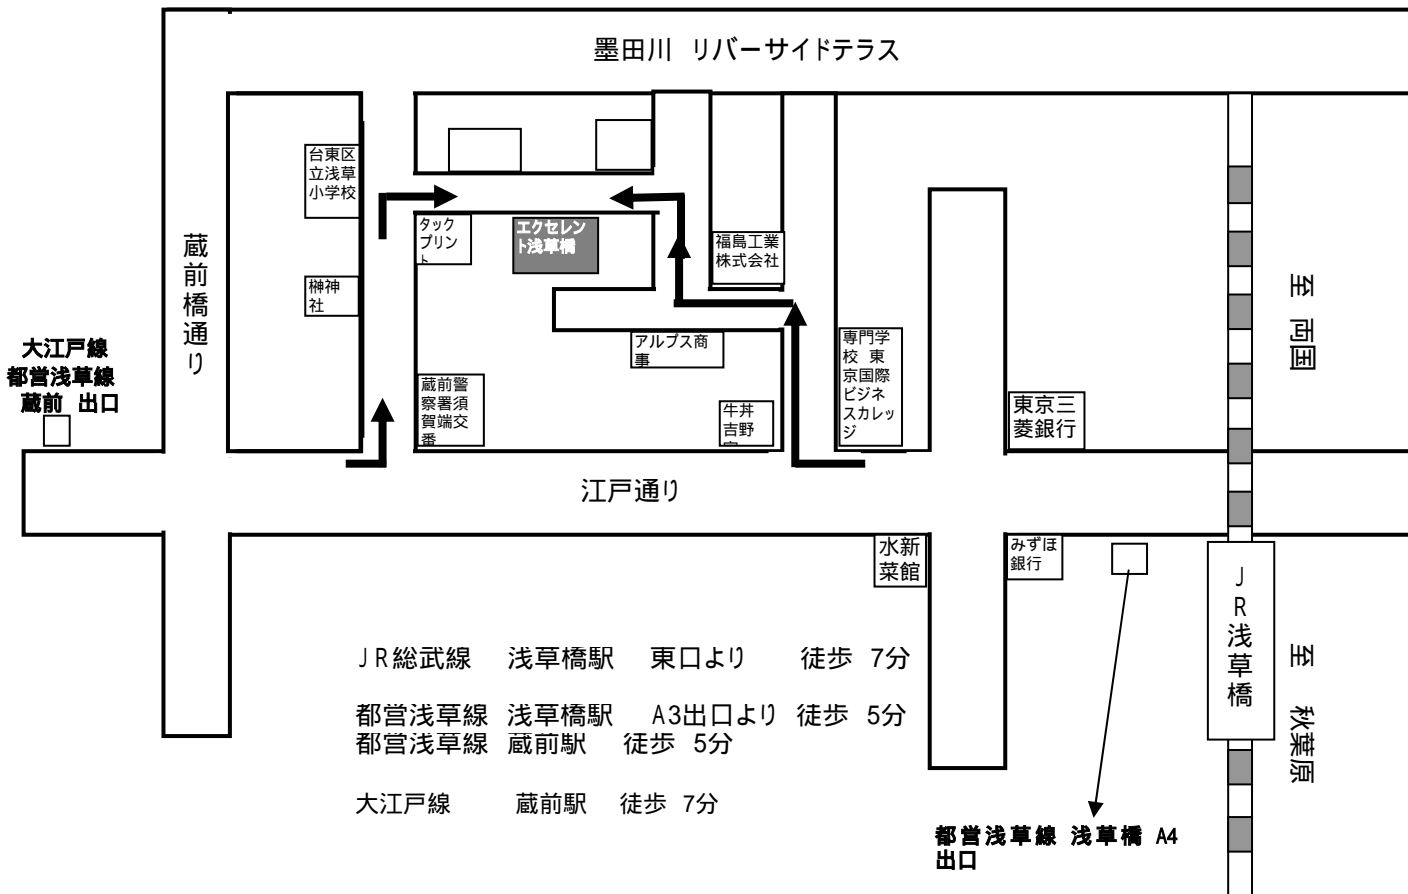 墨田川 リバーサイドテラス
台東区
立浅草
小学校
タック
プリン
エクセレン
ト浅草橋
福島工業
株式会社
蔵前橋通り
榊神
社
至 両国
大江戸線
都営浅草線
蔵前 出口
アルプス商
事
専門学
校 東
京国際
ビジネ
スカレッ
ジ
蔵前警
察署須
賀端交
番
牛丼
吉野
東京三
菱銀行
江戸通り
水新
菜館
みずほ
銀行
JR浅草橋
至 秋葉原
JR総武線 浅草橋駅 東口より 徒歩 7分
都営浅草線 浅草橋駅 A3出口より 徒歩 5分
都営浅草線 蔵前駅 徒歩 5分
大江戸線 蔵前駅 徒歩 7分
都営浅草線 浅草橋 A4
出口